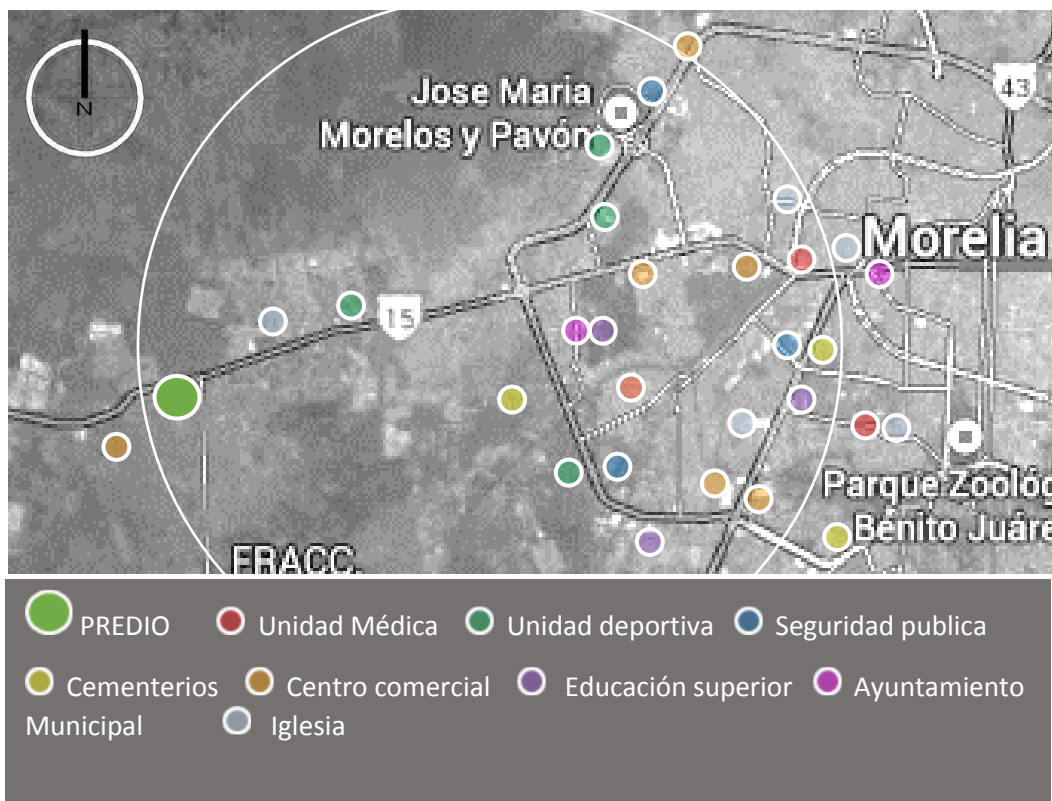 N
Jose Maria
Morelos y Pavón
43
Morelia
15
Parque Zoológ
Benito Juáre
FRACC.
PREDIO Unidad Médica Unidad deportiva Seguridad publica
Cementerios Centro comercial Educación superior Ayuntamiento
Municipal Iglesia